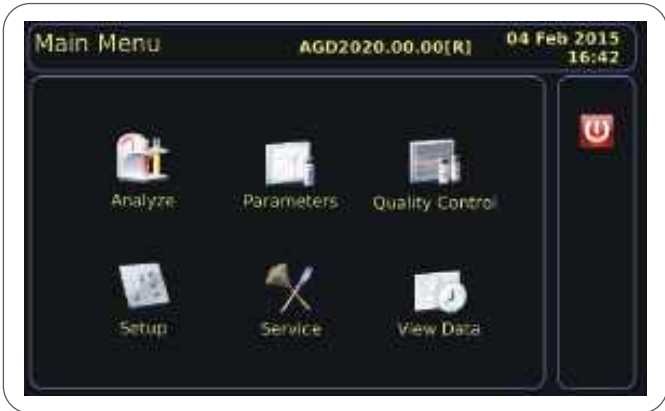 Main Menu
AGD2020.00.00[R]
04 Feb 2015
16:42
Analyze
Parameters
Quality Control
Setup
Service
View Data